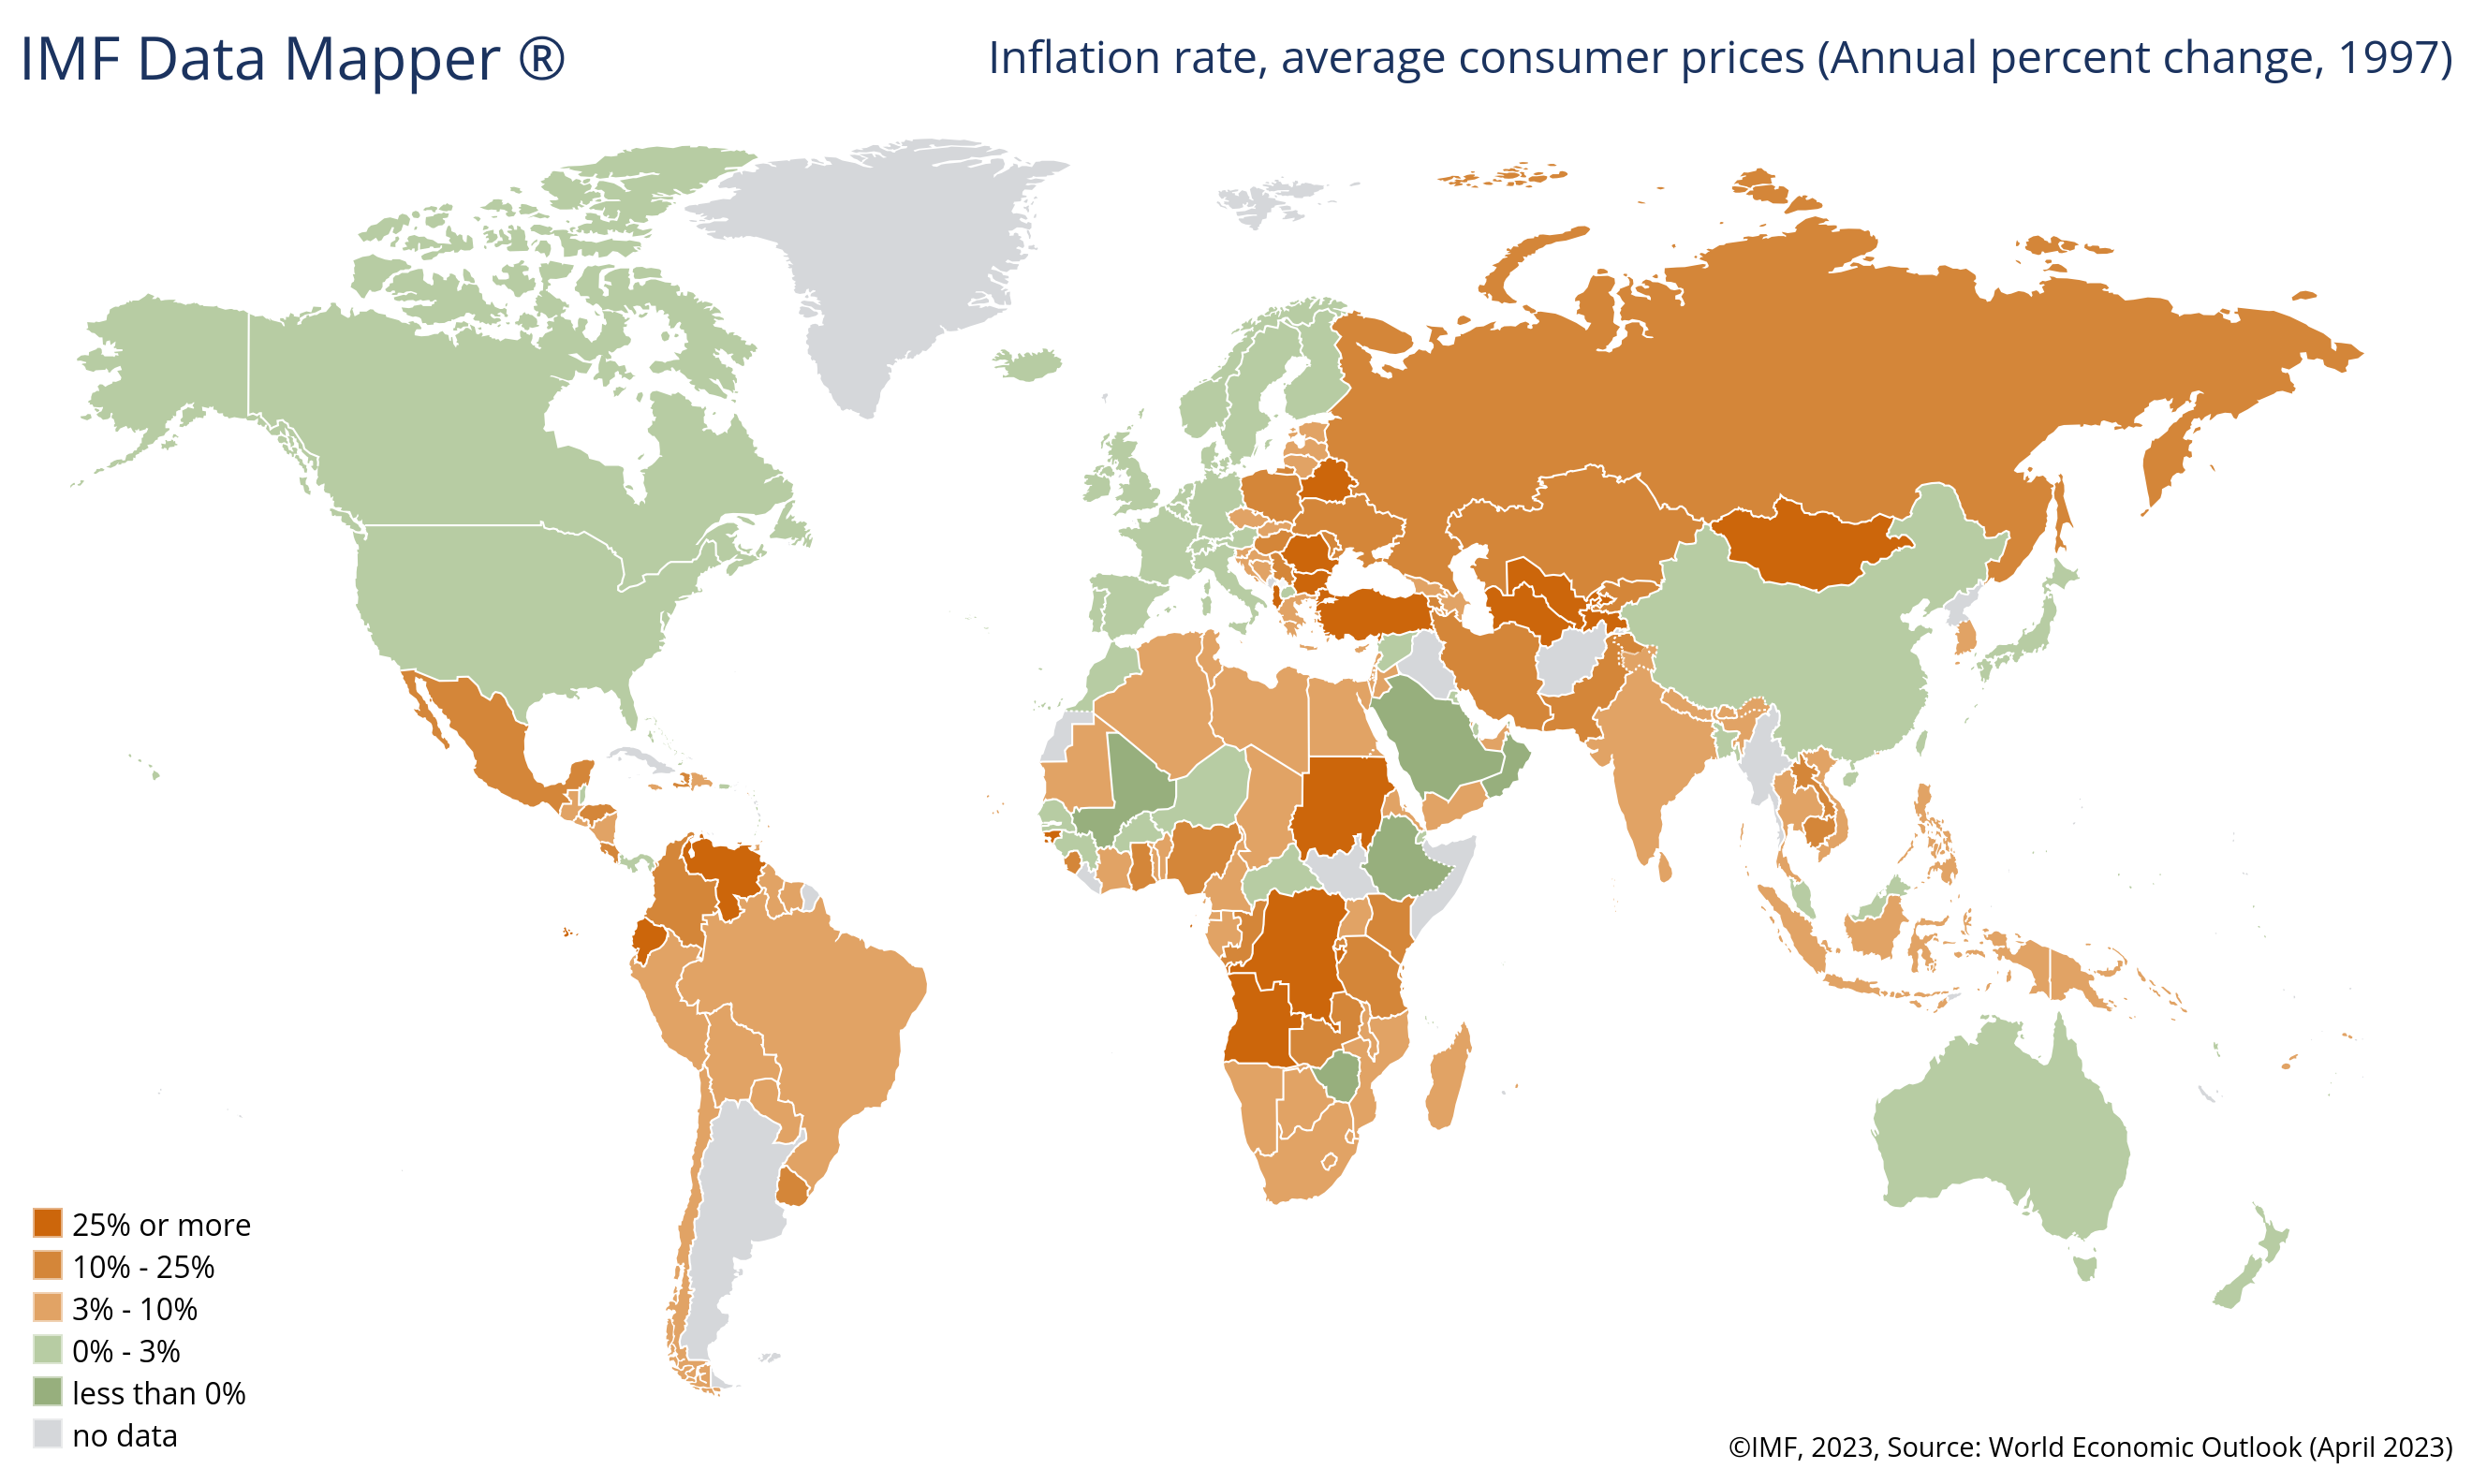 IMF Data Mapper ®
Inflation rate, average consumer prices (Annual percent change, 1997)
25% or more
10% - 25%
3% - 10%
0% - 3%
less than 0%
no data
©IMF, 2023, Source: World Economic Outlook (April 2023)